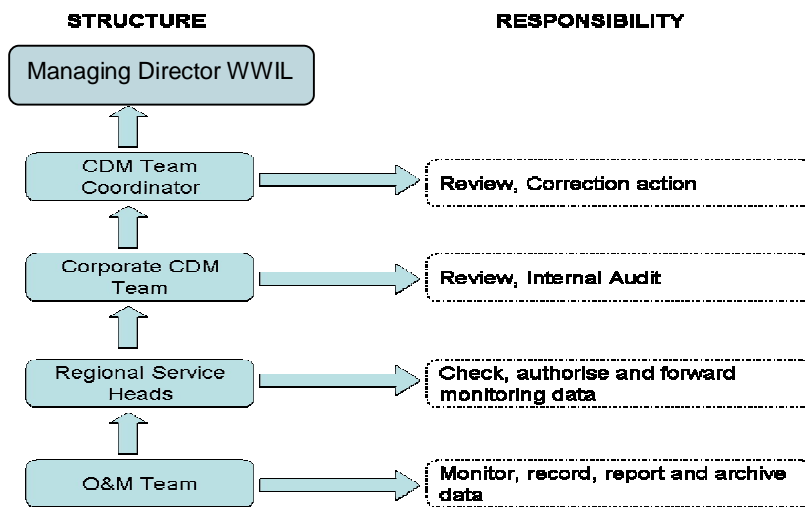 STRUCTURE
RESPONSIBILITY
Managing Director WWIL
CDM Team
Coordinator
Review, Correction action
Corporate CDM
Team
Review, Internal Audit
Regional Service
Heads
Check, authorise and forward
monitoring data
O&M Team
Monitor, record, report and archive
data